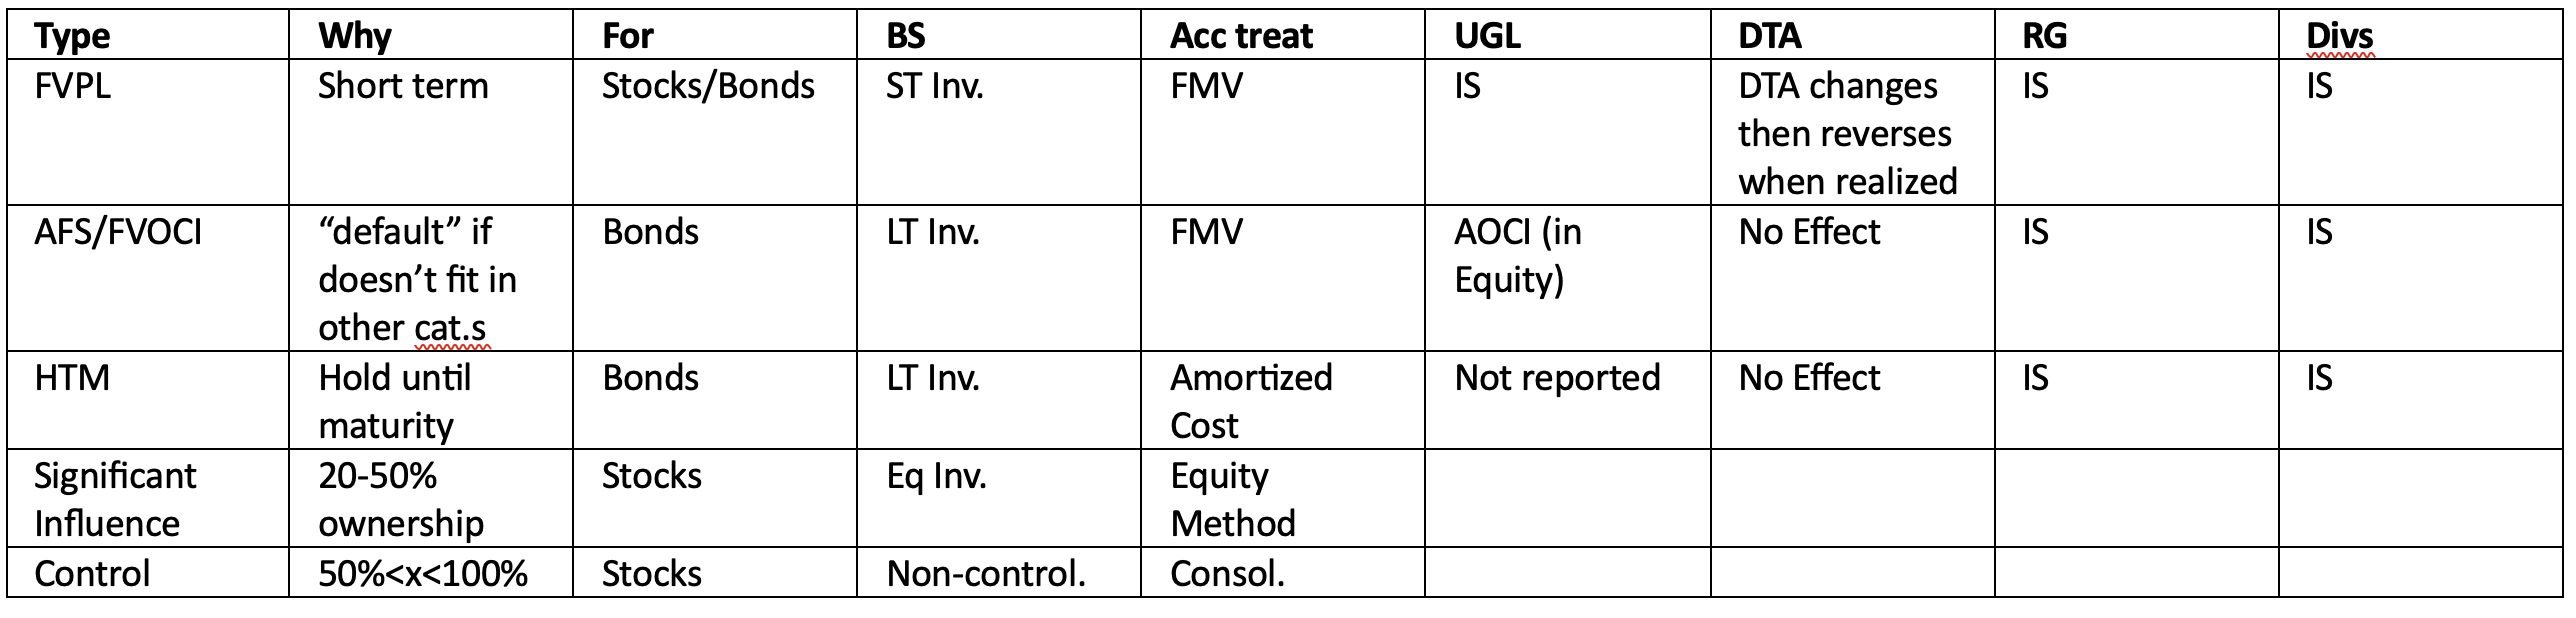 Type Why For BS Acc treat UGL DTA RG Divs
FVPL Short term Stocks/Bonds ST Inv. FMV IS DTA changes IS IS
then reverses
when realized
AFS/FVOCI “default” if Bonds LT Inv. FMV AOCI (in No Effect IS IS
doesn’t fit in Equity)
other cat.s
HTM Hold until Bonds LT Inv. Amortized Not reported No Effect IS IS
maturity Cost
Significant 20-50% Stocks Eq Inv. Equity
Influence ownership Method
Control 50%<x<100% Stocks Non-control. Consol.